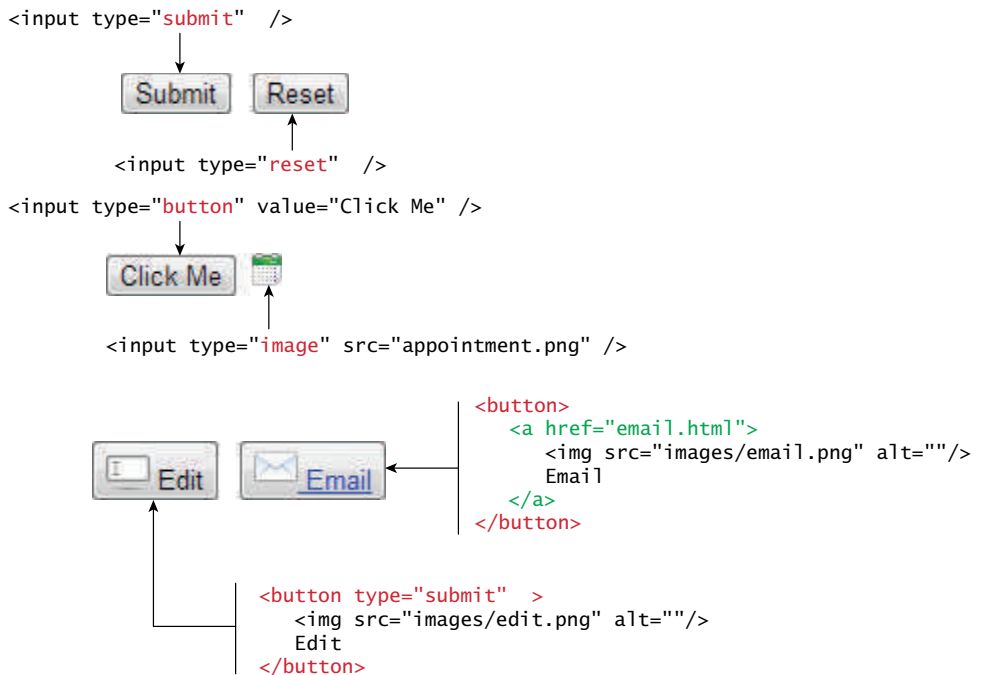 <input type="submit"  />
Submit Reset
<input type="reset"  />
<input type="button" value="Click Me" />
Click Me
<input type="image" src="appointment.png" />
<button>
<a href="email.html">
<img src="images/email.png" alt=""/>
Email
</a>
</button>
Edit Email
<button type="submit"  >
<img src="images/edit.png" alt=""/>
Edit
</button>